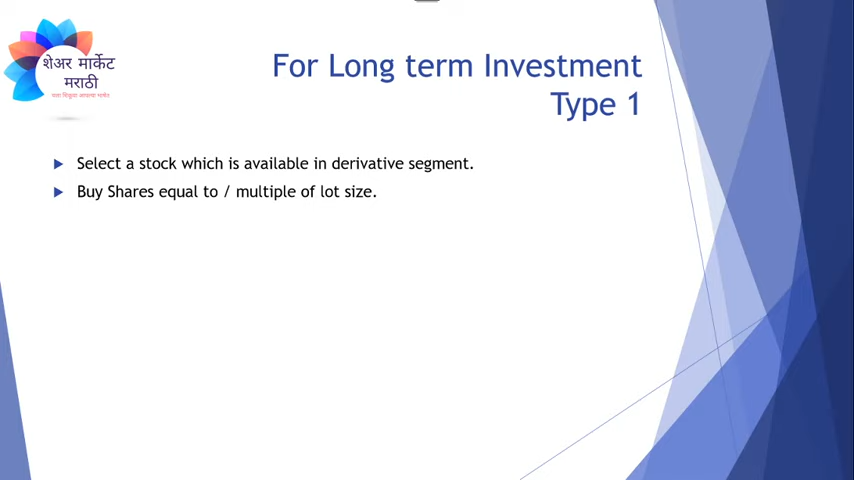 शेअर मार्केट
मराठी
For Long term Investment
Type 1
Select a stock which is available in derivative segment.
Buy Shares equal to / multiple of lot size.